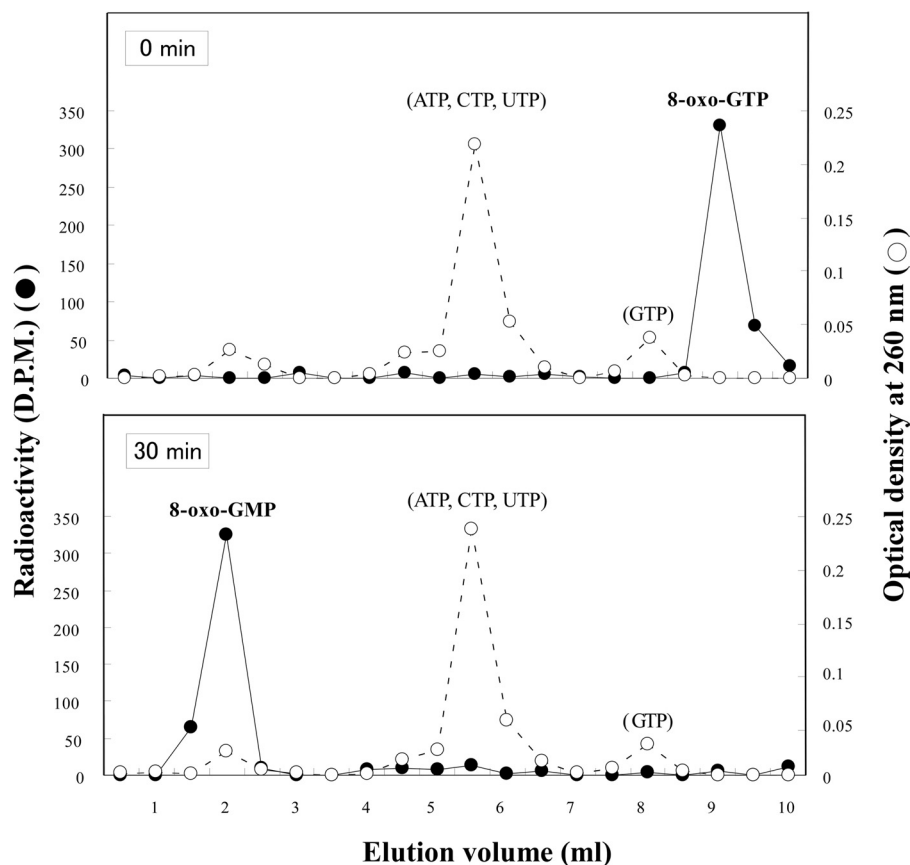 0 min
(ATP, CTP, UTP)
8-oxo-GTP
(GTP)
350
300
250
200
150
100
50
0
0.25
0.2
0.15
0.1
0.05
0
30 min
8-oxo-GMP
(ATP, CTP, UTP)
(GTP)
350
300
250
200
150
100
50
0
0.25
0.2
0.15
0.1
0.05
0
1 2 3 4 5 6 7 8 9 10
Elution volume (ml)
Radioactivity (D.P.M.) (●)
Optical density at 260 nm (○)